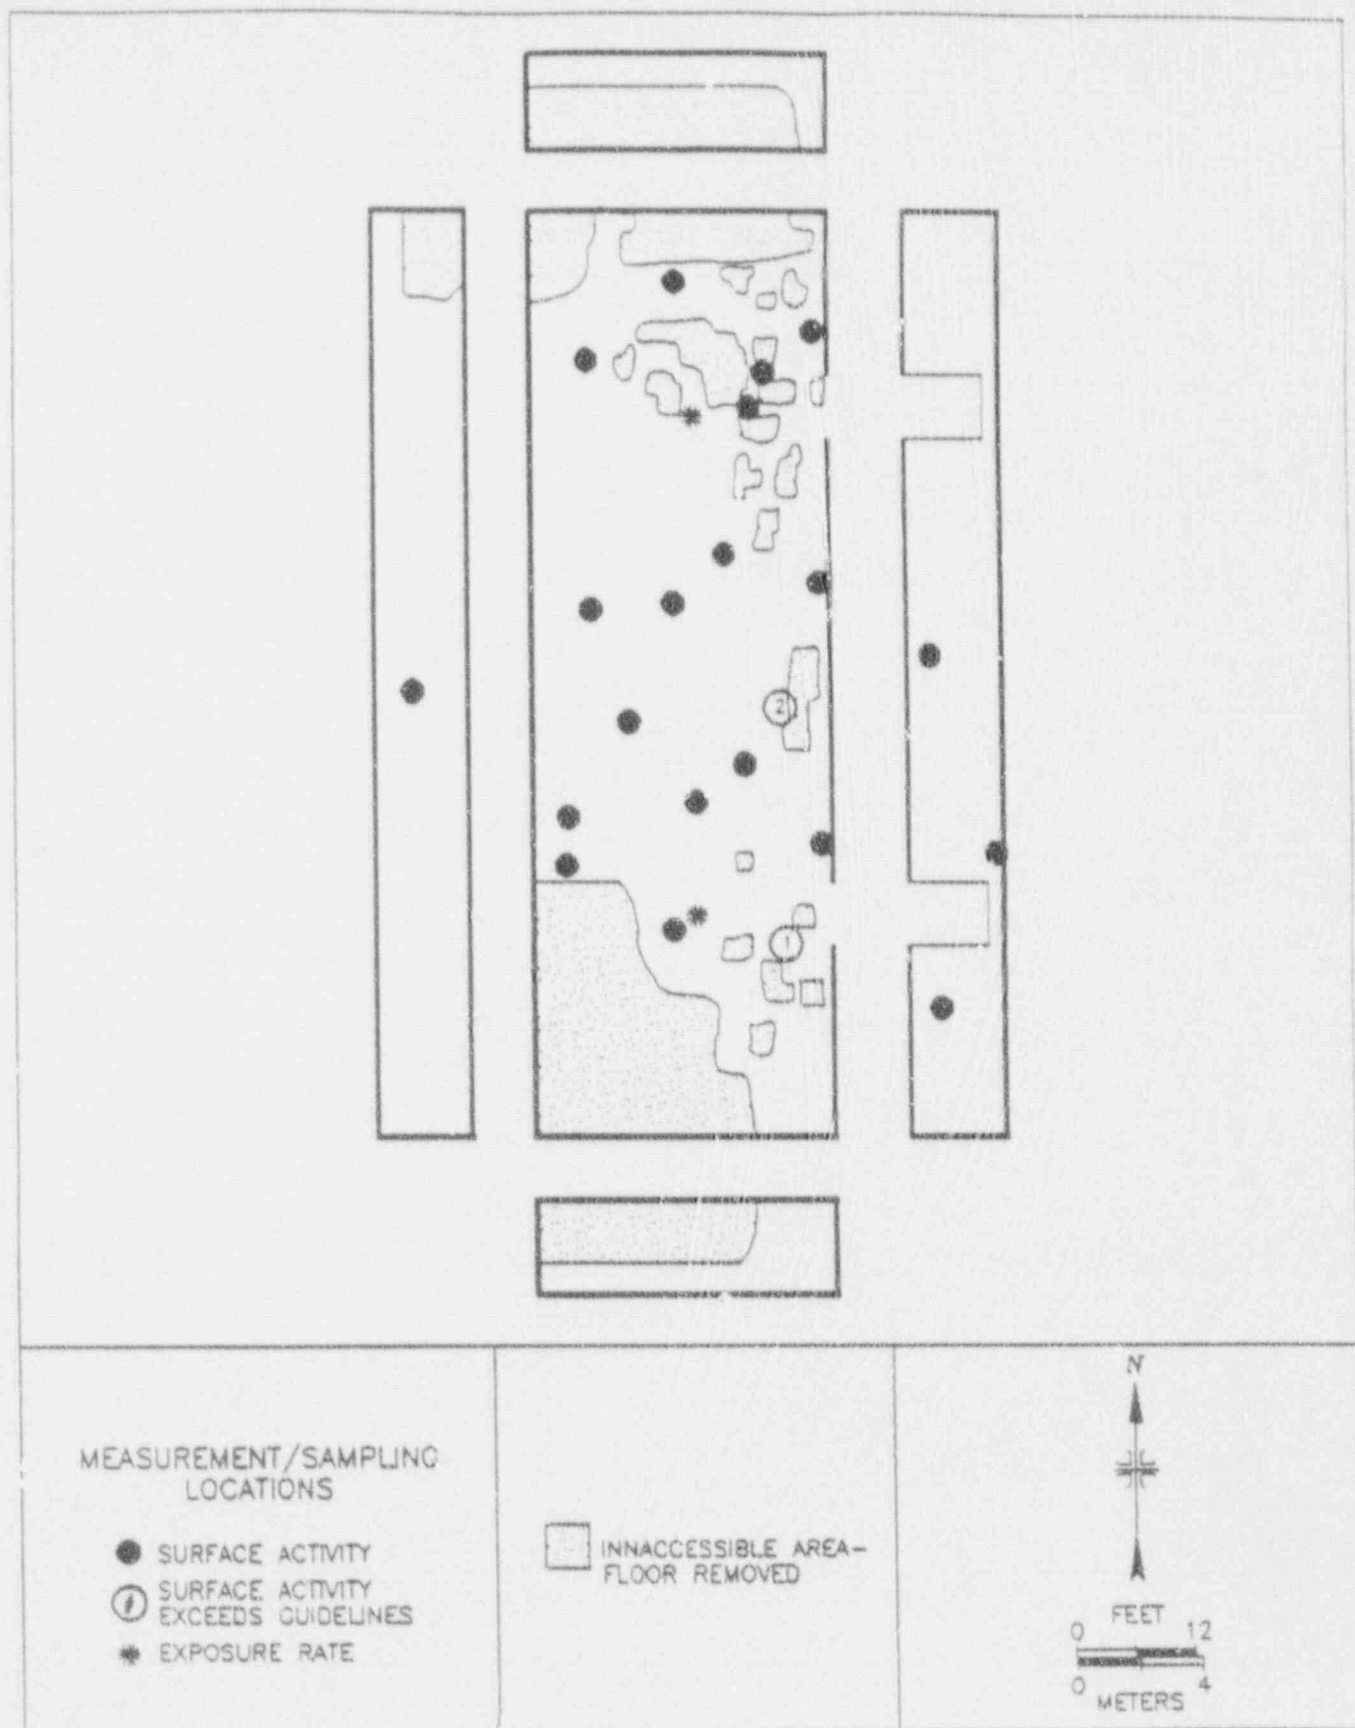 2
1
MEASUREMENT/SAMPLING
LOCATIONS
SURFACE ACTIVITY
SURFACE ACTIVITY
EXCEEDS GUIDELINES
EXPOSURE RATE
INNACCESSIBLE AREA-
FLOOR REMOVED
N
FEET
0 12
0 4
METERS